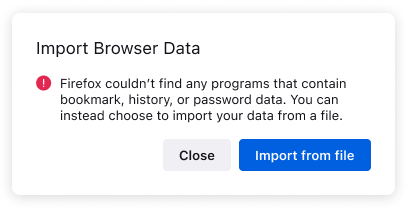 Import Browser Data
Firefox couldn’t find any programs that contain
bookmark, history, or password data. You can
instead choose to import your data from a file.
Close
Import from file